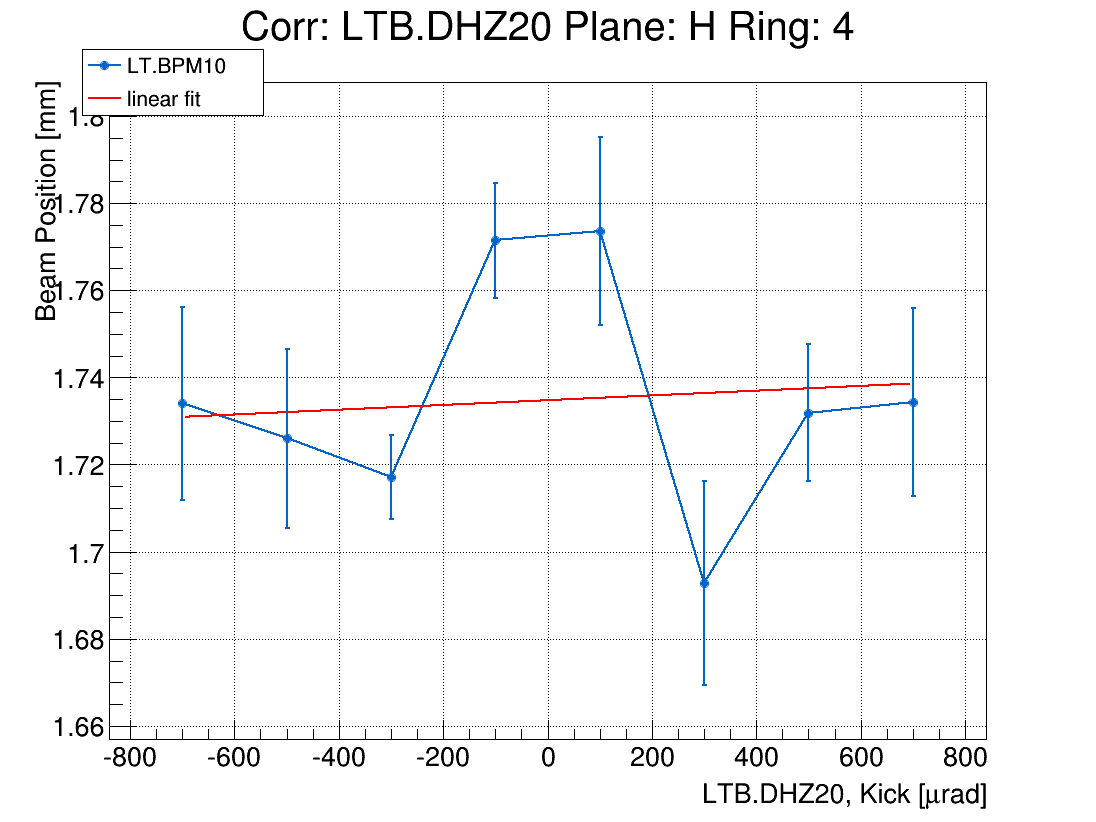 Corr: LTB.DHZ20 Plane: H Ring: 4
LT.BPM10
linear fit
Beam Position [mm]
1.8
1.78
1.76
1.74
1.72
1.7
1.68
1.66
-800 -600 -400 -200 0 200 400 600 800
LTB.DHZ20, Kick [μrad]